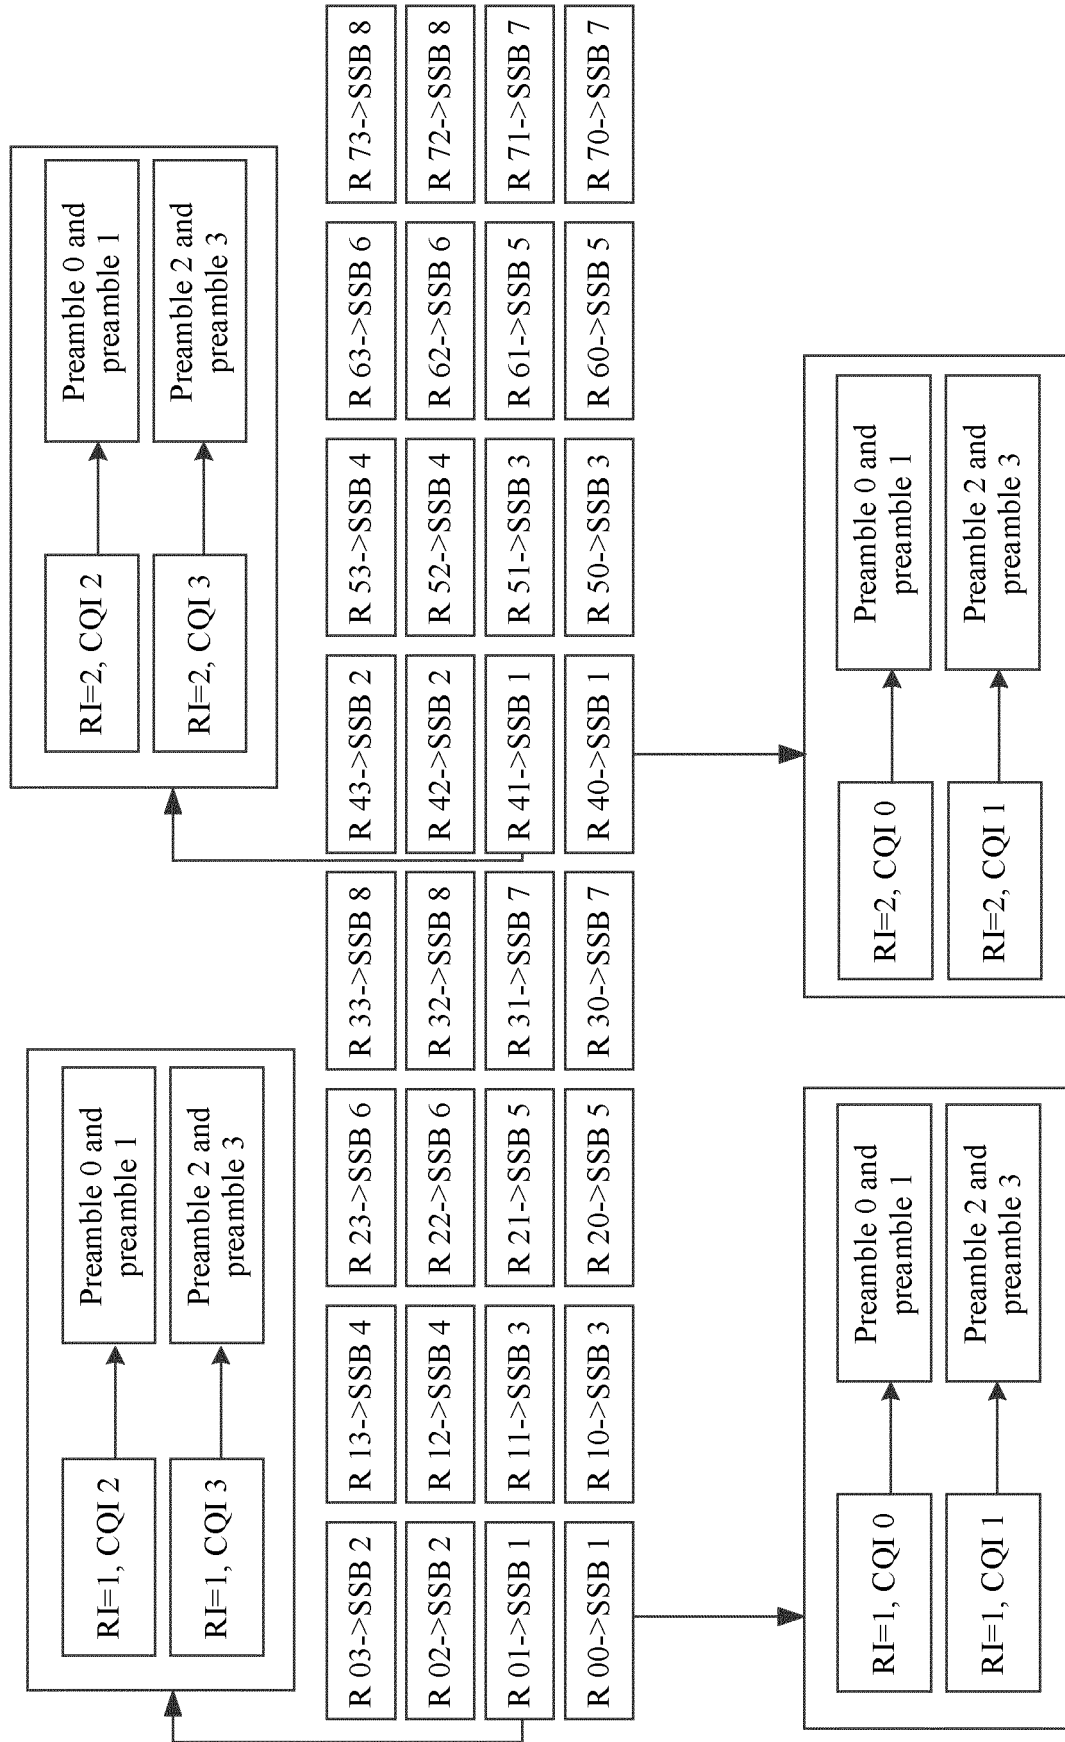 RI=1, CQI 2
Preamble 0 and
preamble 1
RI=1, CQI 3
Preamble 2 and
preamble 3
RI=2, CQI 2
Preamble 0 and
preamble 1
RI=2, CQI 3
Preamble 2 and
preamble 3
R 03->SSB 2
R 13->SSB 4
R 23->SSB 6
R 33->SSB 8
R 43->SSB 2
R 53->SSB 4
R 63->SSB 6
R 73->SSB 8
R 02->SSB 2
R 12->SSB 4
R 22->SSB 6
R 32->SSB 8
R 42->SSB 2
R 52->SSB 4
R 62->SSB 6
R 72->SSB 8
R 01->SSB 1
R 11->SSB 3
R 21->SSB 5
R 31->SSB 7
R 41->SSB 1
R 51->SSB 3
R 61->SSB 5
R 71->SSB 7
R 00->SSB 1
R 10->SSB 3
R 20->SSB 5
R 30->SSB 7
R 40->SSB 1
R 50->SSB 3
R 60->SSB 5
R 70->SSB 7
RI=1, CQI 0
Preamble 0 and
preamble 1
RI=1, CQI 1
Preamble 2 and
preamble 3
RI=2, CQI 0
Preamble 0 and
preamble 1
RI=2, CQI 1
Preamble 2 and
preamble 3